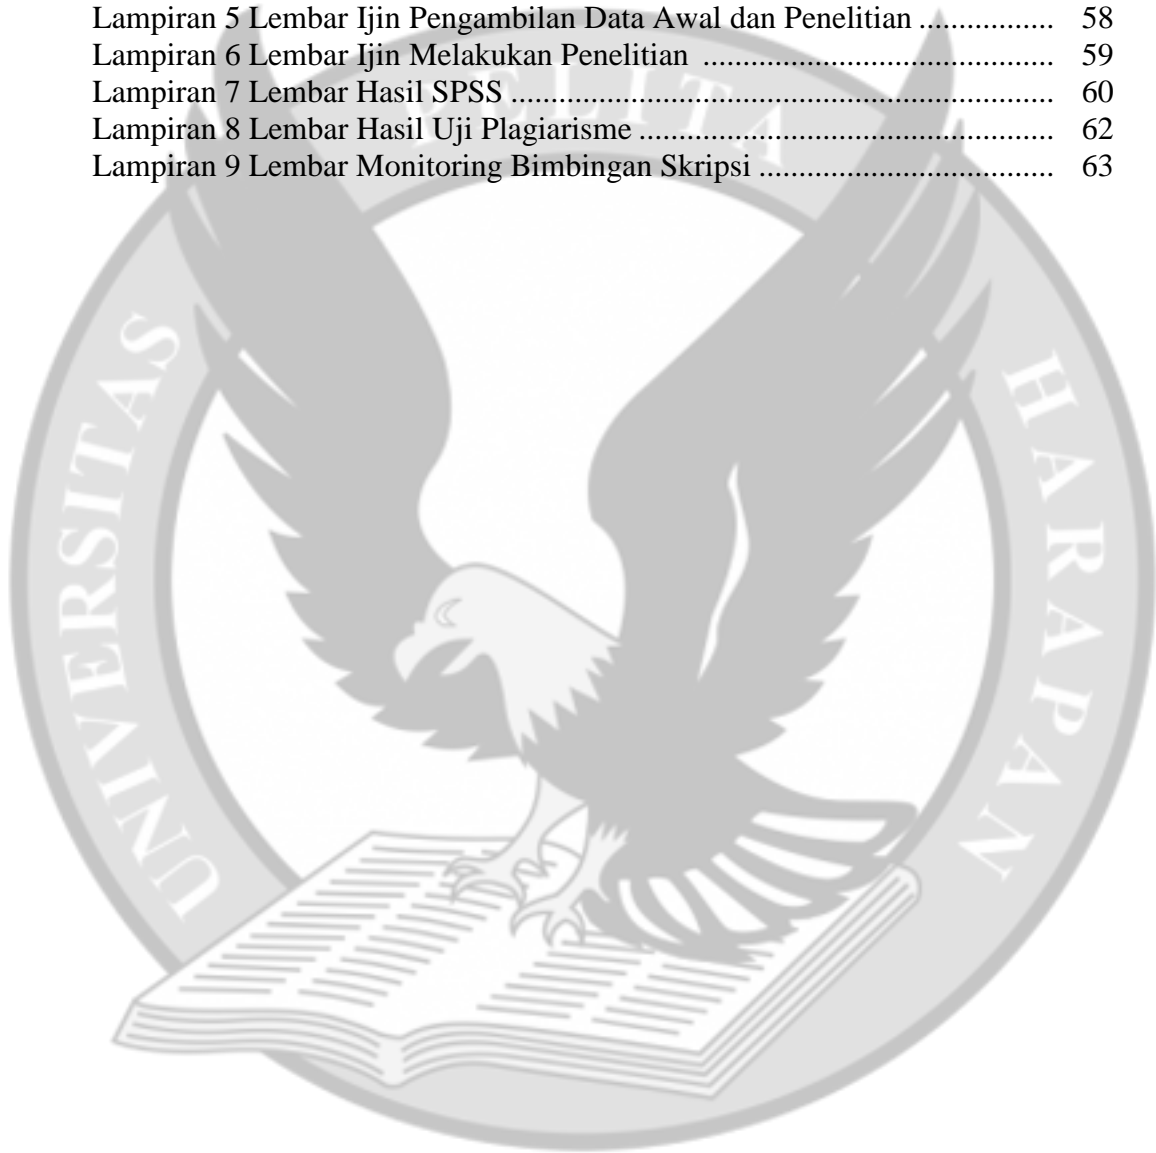 Lampiran 5 Lembar Ijin Pengambilan Data Awal dan Penelitian ............... 58
Lampiran 6 Lembar Ijin Melakukan Penelitian ............................................ 59
Lampiran 7 Lembar Hasil SPSS .................................................................... 60
Lampiran 8 Lembar Hasil Uji Plagiarisme .................................................... 62
Lampiran 9 Lembar Monitoring Bimbingan Skripsi ..................................... 63
UNIVERSITAS
PELITA
HARAPAN